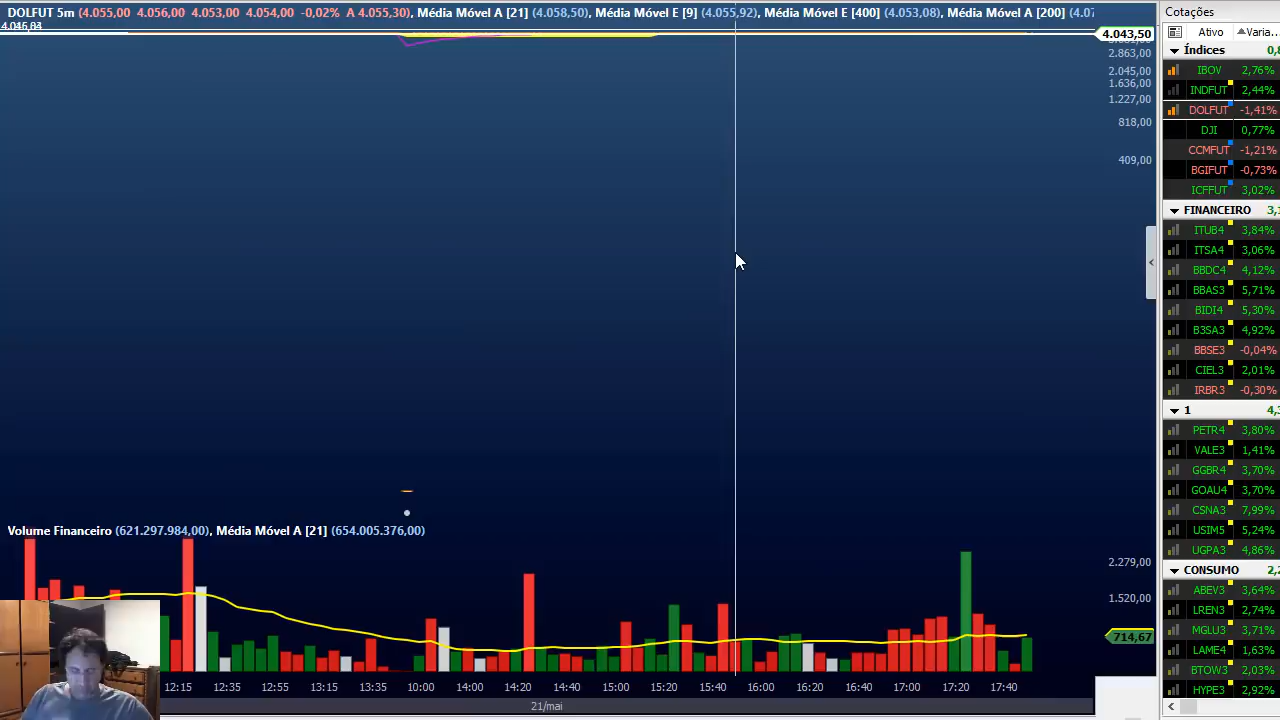 DOLFUT 5m (4.055,00 4.056,00 4.053,00 4.054,00 -0,02% A 4.055,30), Média Móvel A [21] (4.058,50), Média Móvel E [9] (4.055,92), Média Móvel E [400] (4.053,08), Média Móvel A [200]
4.043,50
2.863,00
2.045,00
1.636,00
1.227,00
818,00
409,00
Volume Financeiro (621.297.984,00), Média Móvel A [21] (654.005.376,00)
2.279,00
1.520,00
714,67
12:15 12:35 12:55 13:15 13:35 10:00 14:00 14:20 14:40 15:00 15:20 15:40 16:00 16:20 16:40 17:00 17:20 17:40
21/mai
Cotações
Ativo Varia...
Índices
IBOV 2,76%
INDFUT 2,44%
DOLFUT -1,41%
DJI 0,77%
CCMFUT -1,21%
BGIFUT -0,73%
ICFFUT 3,02%
FINANCEIRO
ITUB4 3,84%
ITSA4 3,06%
BBDC4 4,12%
BBAS3 5,71%
BIDI4 5,30%
B3SA3 4,92%
BBSE3 -0,04%
CIEL3 2,01%
IRBR3 -0,30%
1
PETR4 3,80%
VALE3 1,41%
GGBR4 3,70%
GOAU4 3,70%
CSNA3 7,99%
USIM5 5,24%
UGPA3 4,86%
CONSUMO
ABEV3 3,64%
LREN3 2,74%
MGLU3 3,71%
LAME4 1,63%
BTOW3 2,03%
HYPE3 2,92%